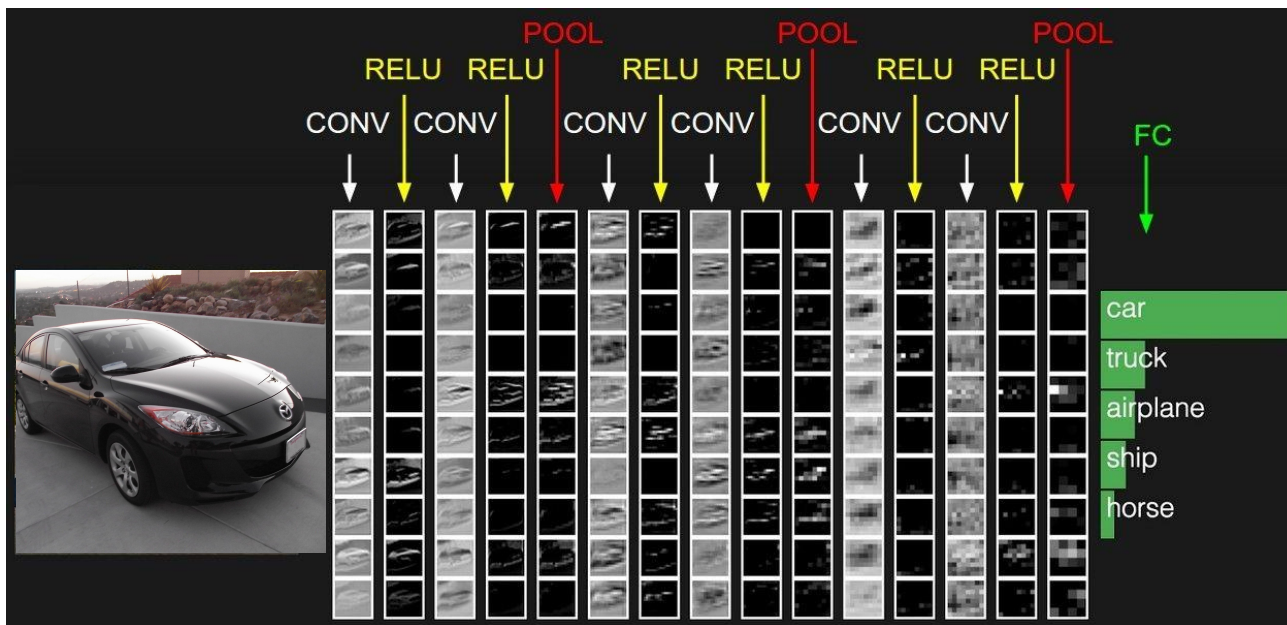 POOL POOL POOL
RELU RELU RELU RELU RELU RELU
CONV CONV CONV CONV CONV CONV
FC
car
truck
airplane
ship
horse